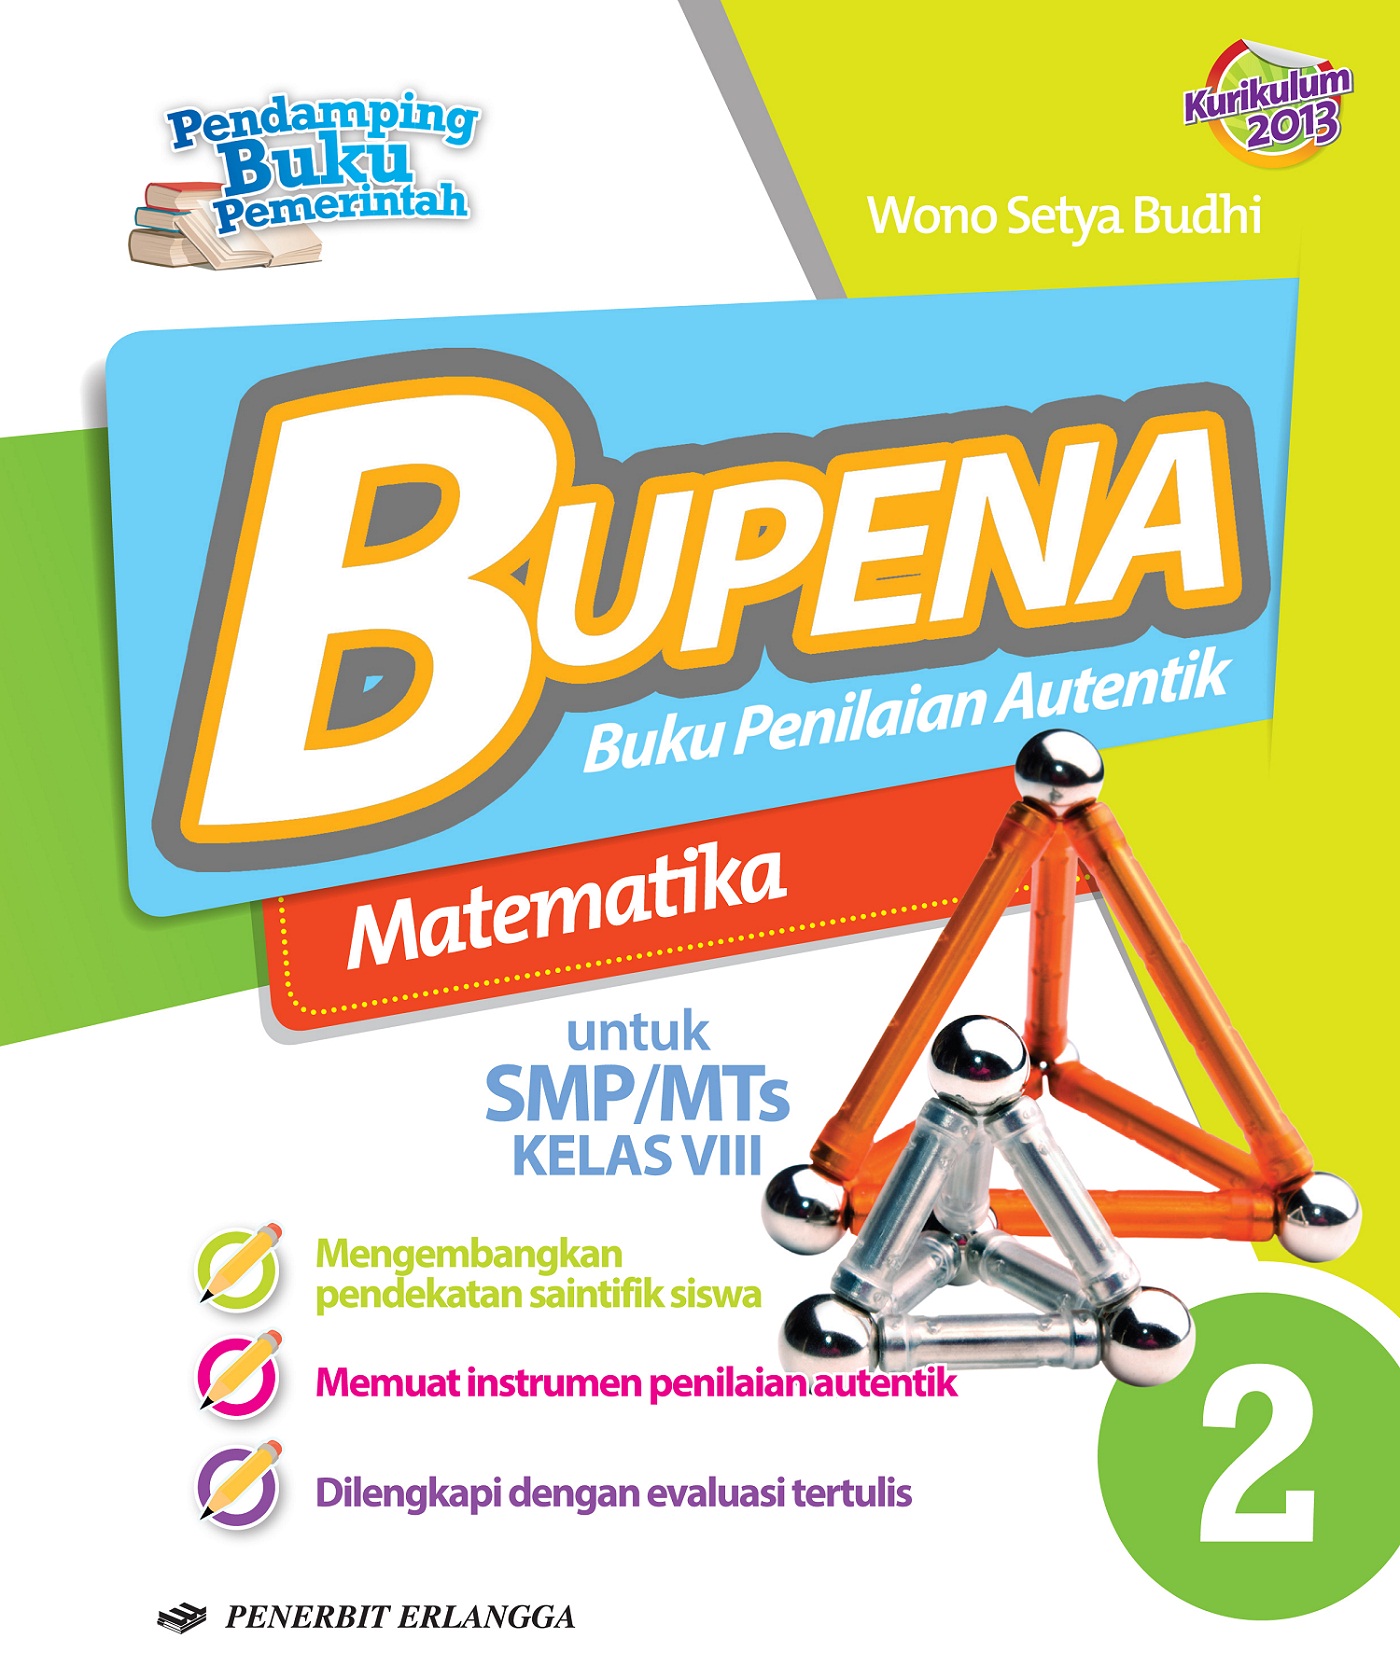 Pendamping
Buku
Pemerintah
Kurikulum
2013
Wono Setya Budhi
BUPENA
Buku Penilaian Autentik
Matematika
untuk
SMP/MTs
KELAS VIII
Mengembangkan
pendekatan saintifik siswa
Memuat instrumen penilaian autentik
Dilengkapi dengan evaluasi tertulis
2
PENERBIT ERLANGGA